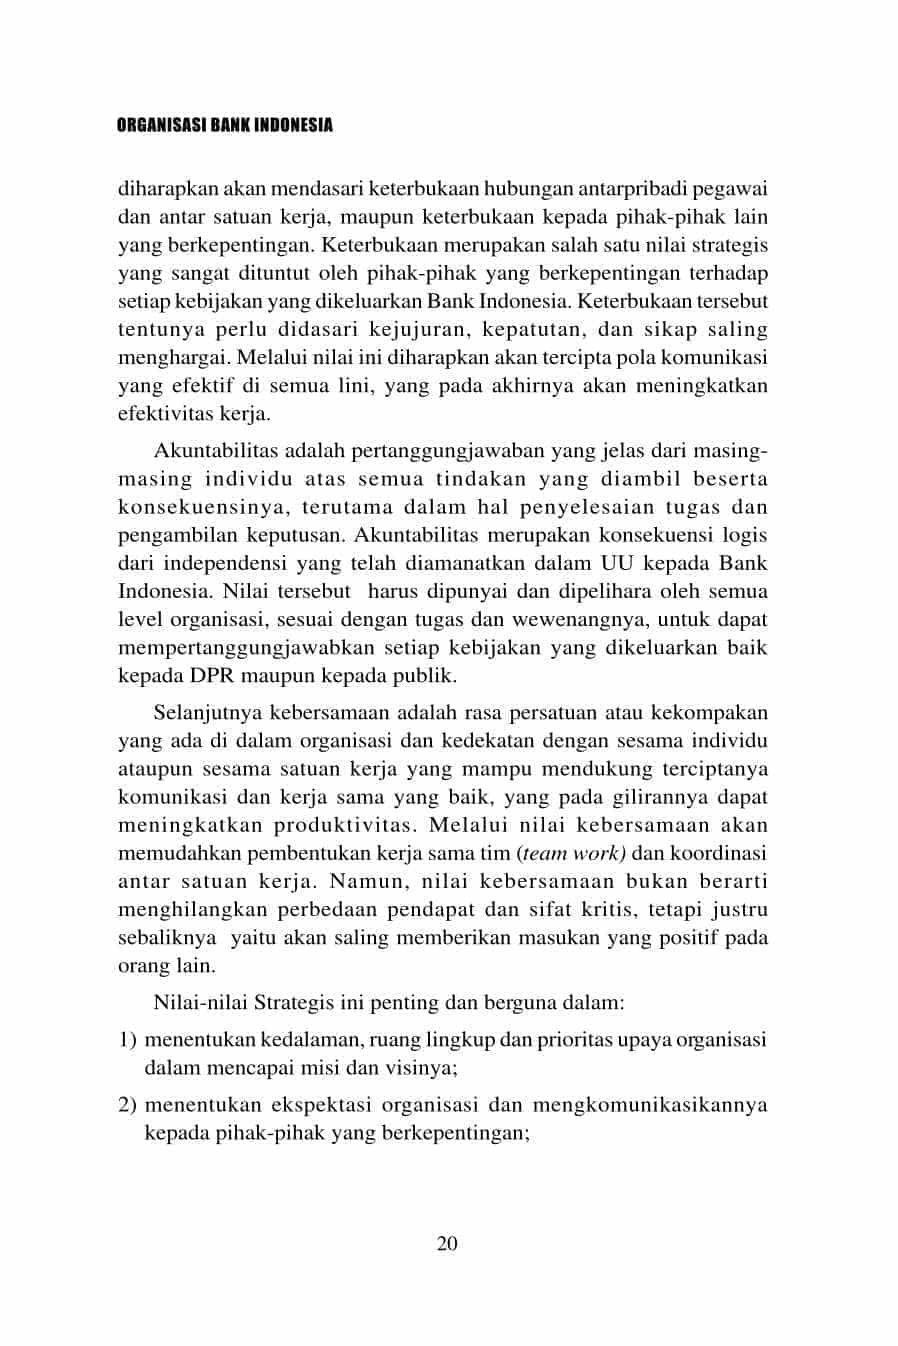 ORGANISASI BANK INDONESIA
diharapkan akan mendasari keterbukaan hubungan antarpribadi pegawai
dan antar satuan kerja, maupun keterbukaan kepada pihak-pihak lain
yang berkepentingan. Keterbukaan merupakan salah satu nilai strategis
yang sangat dituntut oleh pihak-pihak yang berkepentingan terhadap
setiap kebijakan yang dikeluarkan Bank Indonesia. Keterbukaan tersebut
tentunya perlu didasari kejujuran, kepatutan, dan sikap saling
menghargai. Melalui nilai ini diharapkan akan tercipta pola komunikasi
yang efektif di semua lini, yang pada akhirnya akan meningkatkan
efektivitas kerja.
Akuntabilitas adalah pertanggungjawaban yang jelas dari masing-
masing individu atas semua tindakan yang diambil beserta
konsekuensinya, terutama dalam hal penyelesaian tugas dan
pengambilan keputusan. Akuntabilitas merupakan konsekuensi logis
dari independensi yang telah diamanatkan dalam UU kepada Bank
Indonesia. Nilai tersebut  harus dipunyai dan dipelihara oleh semua
level organisasi, sesuai dengan tugas dan wewenangnya, untuk dapat
mempertanggungjawabkan setiap kebijakan yang dikeluarkan baik
kepada DPR maupun kepada publik.
Selanjutnya kebersamaan adalah rasa persatuan atau kekompakan
yang ada di dalam organisasi dan kedekatan dengan sesama individu
ataupun sesama satuan kerja yang mampu mendukung terciptanya
komunikasi dan kerja sama yang baik, yang pada gilirannya dapat
meningkatkan produktivitas. Melalui nilai kebersamaan akan
memudahkan pembentukan kerja sama tim (team work) dan koordinasi
antar satuan kerja. Namun, nilai kebersamaan bukan berarti
menghilangkan perbedaan pendapat dan sifat kritis, tetapi justru
sebaliknya  yaitu akan saling memberikan masukan yang positif pada
orang lain.
Nilai-nilai Strategis ini penting dan berguna dalam:
1) menentukan kedalaman, ruang lingkup dan prioritas upaya organisasi
dalam mencapai misi dan visinya;
2) menentukan ekspektasi organisasi dan mengkomunikasikannya
kepada pihak-pihak yang berkepentingan;
20